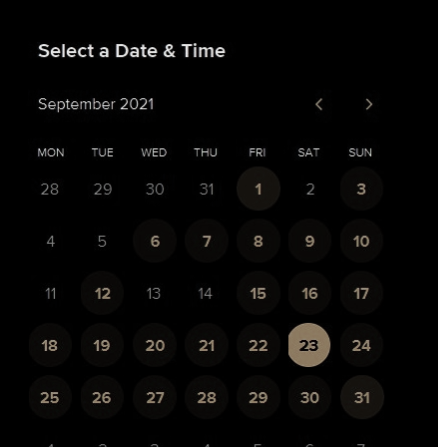 Select a Date & Time
September 2021
MON TUE WED THU FRI SAT SUN
28 29 30 31 1 2 3
4 5 6 7 8 9 10
11 12 13 14 15 16 17
18 19 20 21 22 23 24
25 26 27 28 29 30 31